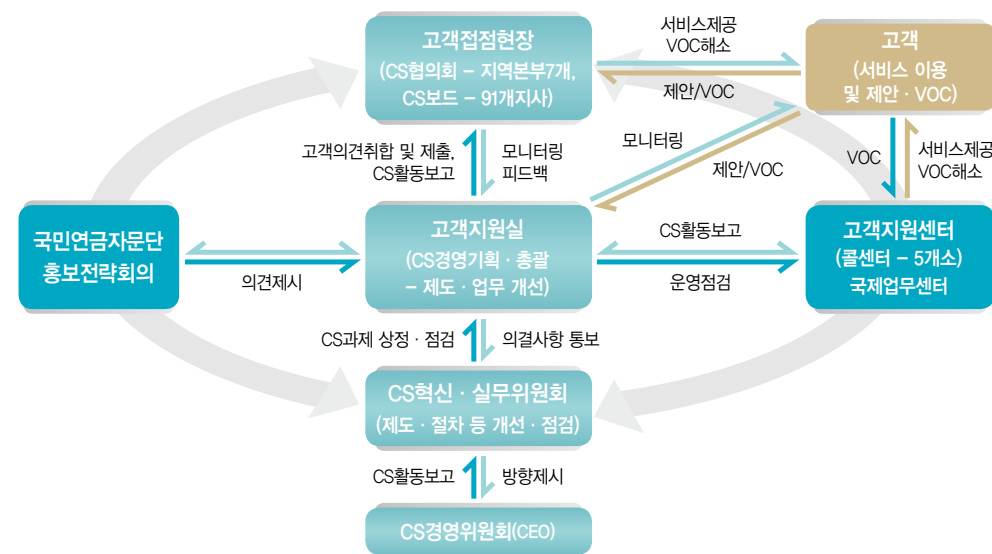 고객접점현장
(CS협의회 – 지역본부7개,
CS보드 – 91개지사)
서비스제공
VOC해소
제안/VOC
고객
(서비스 이용
및 제안 · VOC)
고객의견취합 및 제출,
CS활동보고
모니터링
피드백
모니터링
제안/VOC
VOC
서비스제공
VOC해소
국민연금자문단
홍보전략회의
의견제시
고객지원실
(CS경영기획 · 총괄
– 제도 · 업무 개선)
CS활동보고
운영점검
고객지원센터
(콜센터 – 5개소)
국제업무센터
CS과제 상정 · 점검
의결사항 통보
CS혁신 · 실무위원회
(제도 · 절차 등 개선 · 점검)
CS활동보고
방향제시
CS경영위원회(CEO)